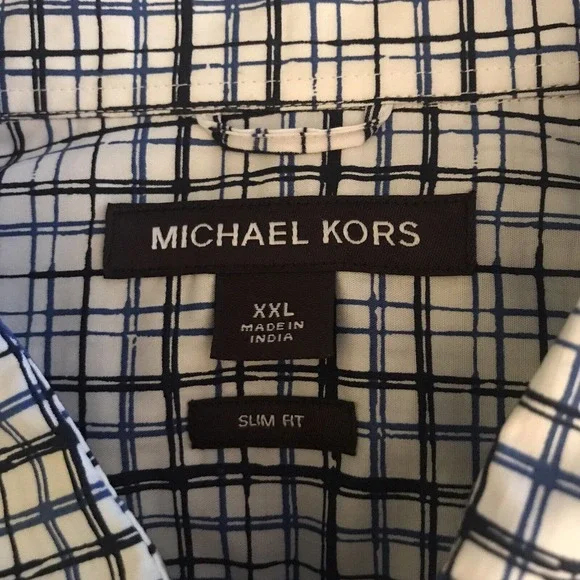 MICHAEL KORS
XXL
MADE IN
INDIA
SLIM FIT